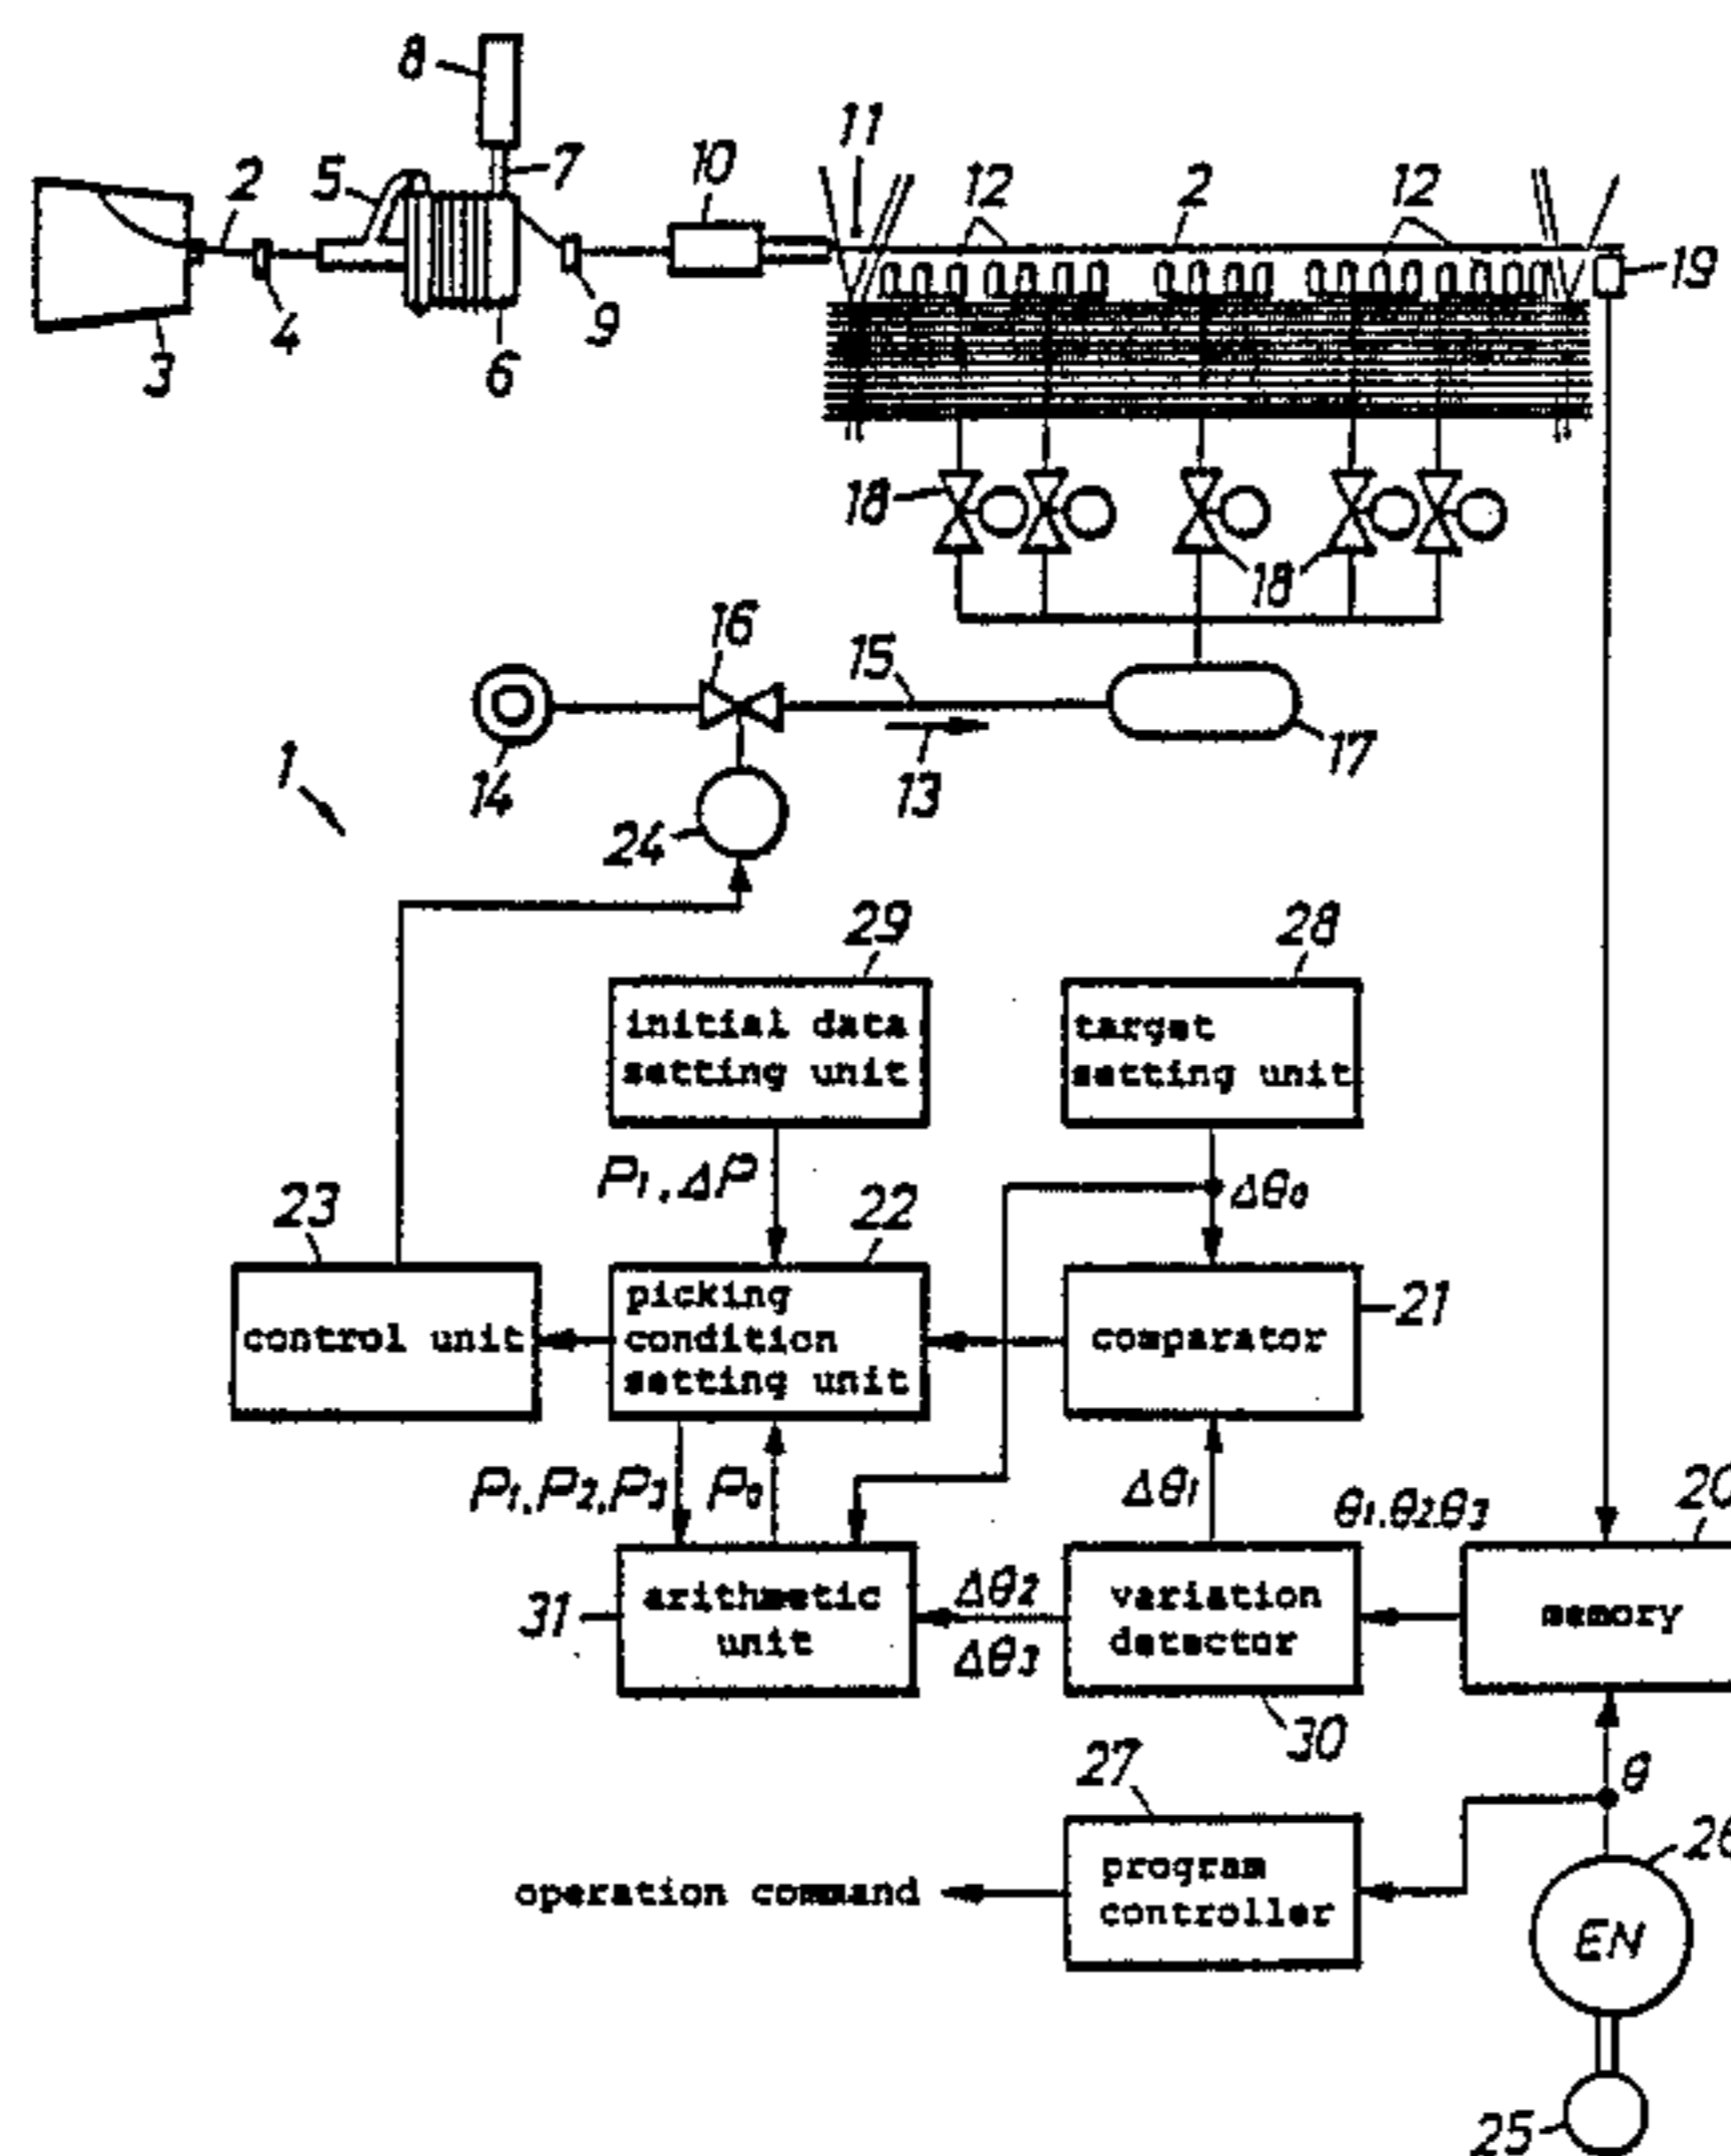 8
11
10
7
2
5
12
2
12
19
3
4
6
9
18
18
16
15
14
13
17
1
24
29
28
initial data
setting unit
target
setting unit
P1, ΔP
Δθ0
23
22
21
control unit
picking
condition
setting unit
comparator
P1, P2, P3
P0
Δθ1
θ1, θ2, θ3
20
31
arithmetic
unit
Δθ2
Δθ3
variation
detector
memory
30
27
θ
26
operation command
program
controller
EN
25